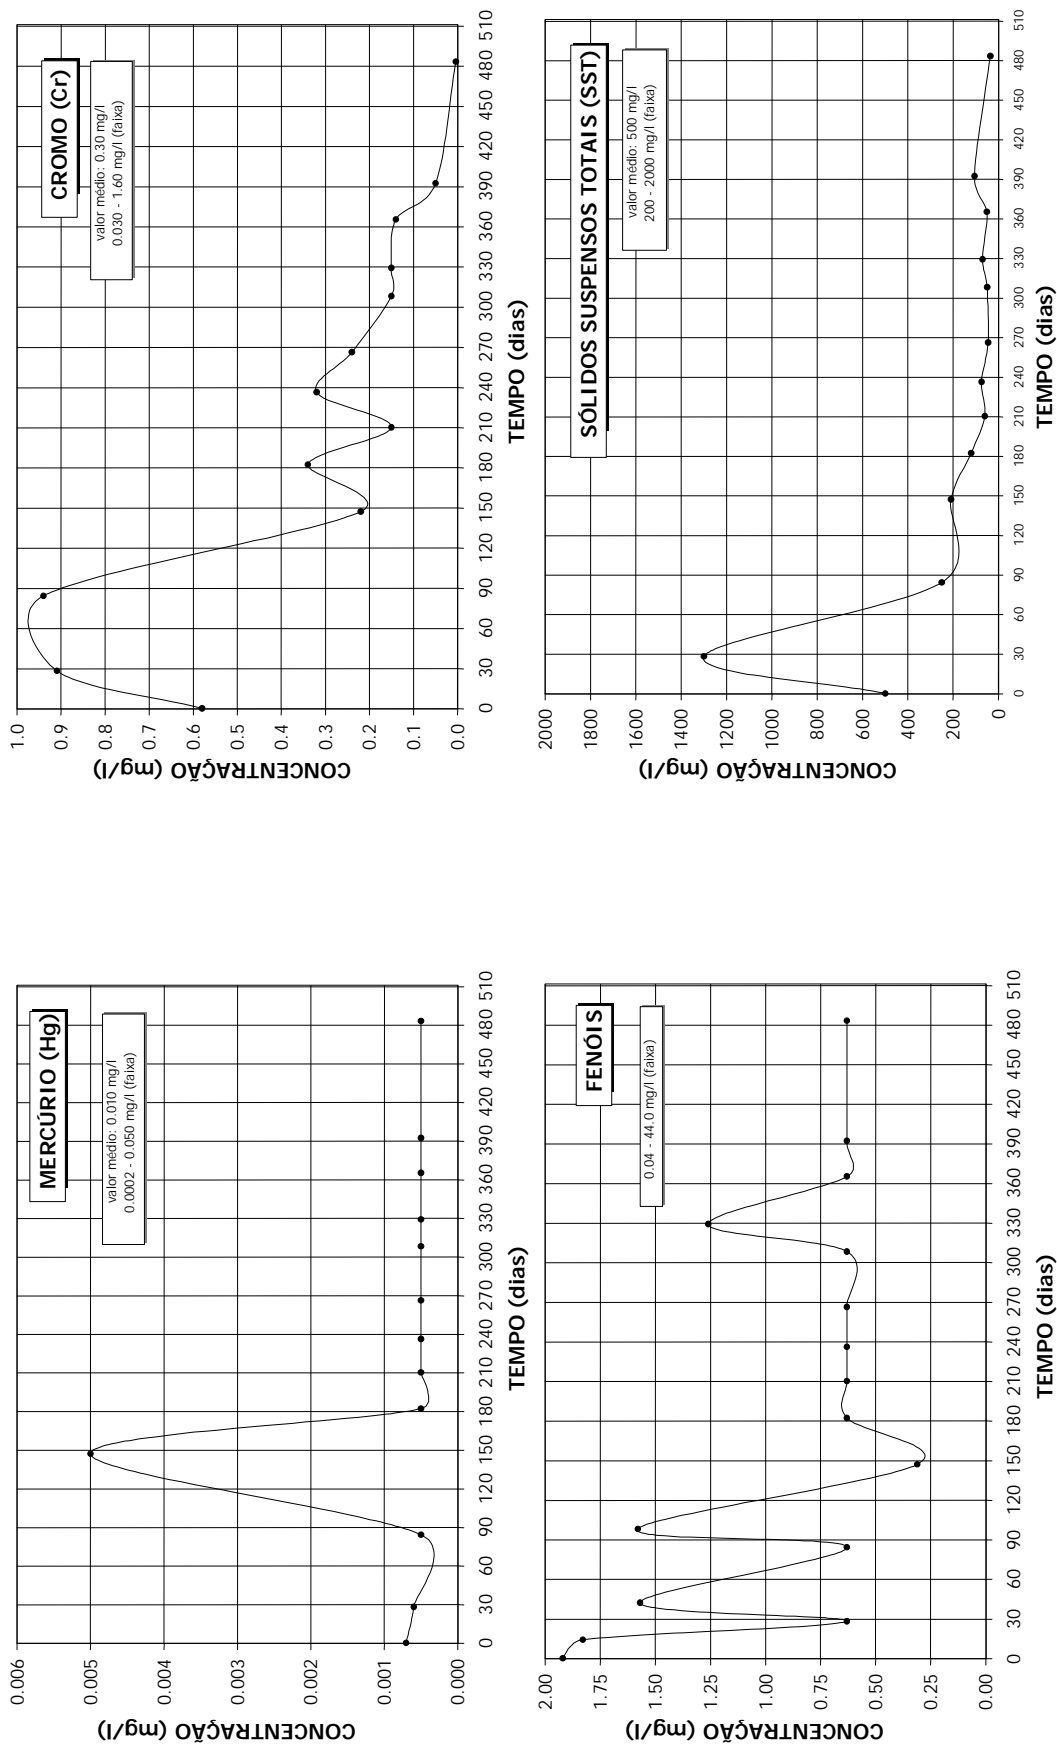 MERCÚRIO (Hg)
valor médio: 0.010 mg/l
0.0002 - 0.050 mg/l (faixa)
CONCENTRAÇÃO (mg/l)
0.006
0.005
0.004
0.003
0.002
0.001
0.000
0 30 60 90 120 150 180 210 240 270 300 330 360 390 420 450 480 510
TEMPO (dias)
CROMO (Cr)
valor médio: 0.30 mg/l
0.030 - 1.60 mg/l (faixa)
CONCENTRAÇÃO (mg/l)
1.0
0.9
0.8
0.7
0.6
0.5
0.4
0.3
0.2
0.1
0.0
0 30 60 90 120 150 180 210 240 270 300 330 360 390 420 450 480 510
TEMPO (dias)
FENÓIS
0.04 - 44.0 mg/l (faixa)
CONCENTRAÇÃO (mg/l)
2.00
1.75
1.50
1.25
1.00
0.75
0.50
0.25
0.00
0 30 60 90 120 150 180 210 240 270 300 330 360 390 420 450 480 510
TEMPO (dias)
SÓLIDOS SUSPENSOS TOTAIS (SST)
valor médio: 500 mg/l
200 - 2000 mg/l (faixa)
CONCENTRAÇÃO (mg/l)
2000
1800
1600
1400
1200
1000
800
600
400
200
0
0 30 60 90 120 150 180 210 240 270 300 330 360 390 420 450 480 510
TEMPO (dias)